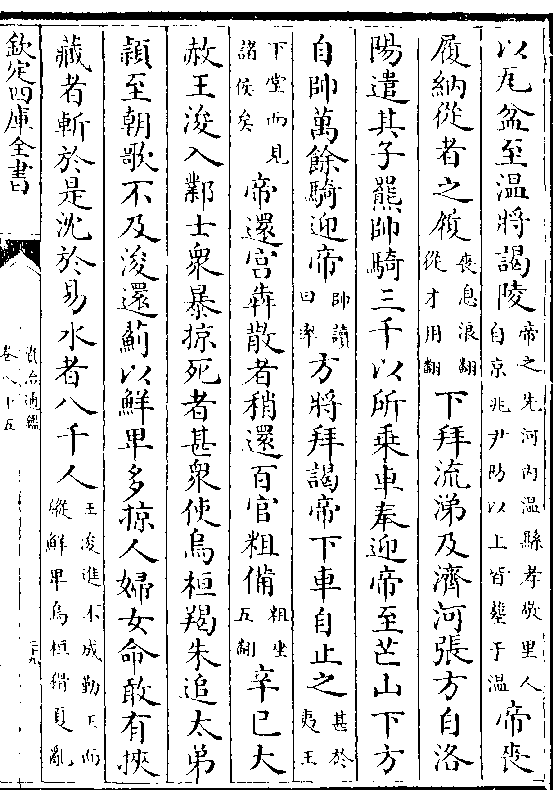 以瓦盆至温將謁陵帝之先河内温縣孝敬里人自京兆尹防以上皆葬于温帝喪
履納從者之履喪息浪翻從才用翻下拜流涕及濟河張方自洛
陽遣其子羆帥騎三千以所乗車奉迎帝至芒山下方
自帥萬餘騎迎帝帥讀曰率方將拜謁帝下車自止之甚於夷王
下堂而見諸侯矣帝還宫犇散者稍還百官粗備粗坐五翻辛巳大
赦王浚入鄴士衆暴掠死者甚衆使烏桓羯朱追太弟
頴至朝歌不及浚還薊以鮮卑多掠人婦女命敢有挾
藏者斬於是沈於易水者八千人王浚進不成勤王而縱鮮卑烏桓猾夏亂
欽定四庫全書
資治通鑑
卷八十五